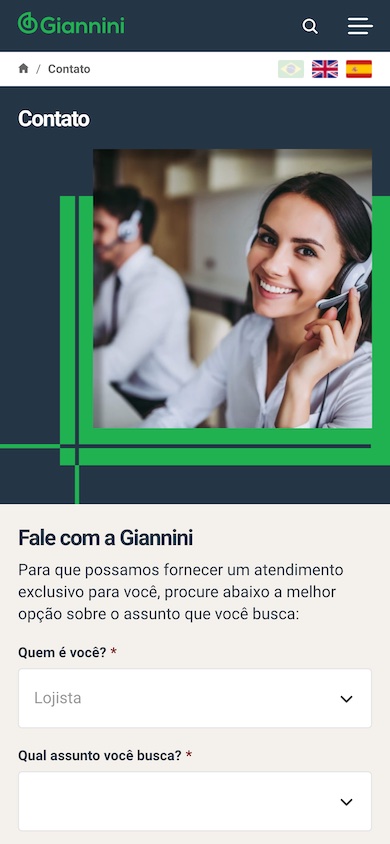 Giannini
/ Contato
Contato
Fale com a Giannini
Para que possamos fornecer um atendimento
exclusivo para você, procure abaixo a melhor
opção sobre o assunto que você busca:
Quem é você? *
Lojista
Qual assunto você busca? *